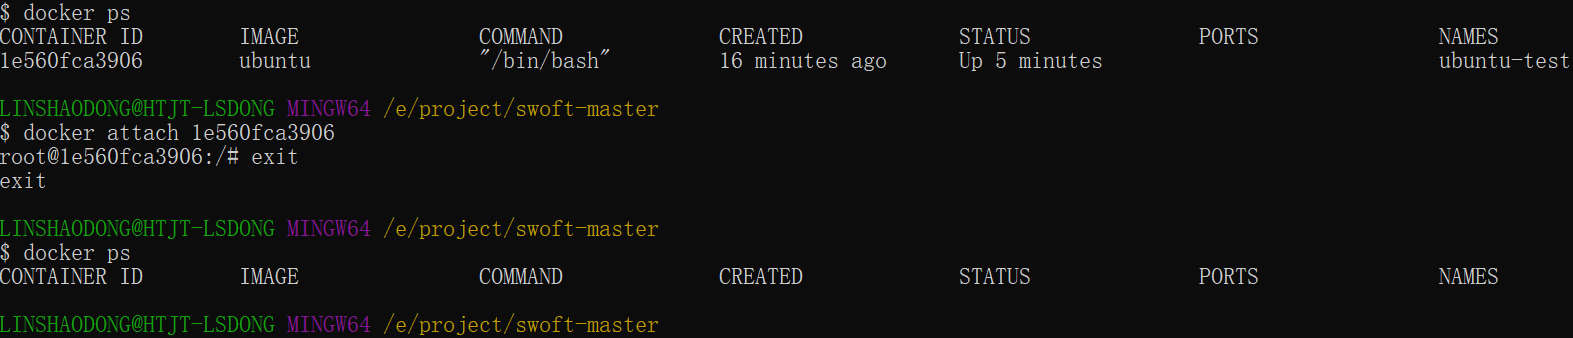 $ docker ps
CONTAINER ID IMAGE COMMAND CREATED STATUS PORTS NAMES
1e560fca3906 ubuntu "/bin/bash" 16 minutes ago Up 5 minutes ubuntu-test
LINSHAODONG@HTJT-LSDONG MINGW64 /e/project/swoft-master
$ docker attach 1e560fca3906
root@1e560fca3906:/# exit
exit
LINSHAODONG@HTJT-LSDONG MINGW64 /e/project/swoft-master
$ docker ps
CONTAINER ID IMAGE COMMAND CREATED STATUS PORTS NAMES
LINSHAODONG@HTJT-LSDONG MINGW64 /e/project/swoft-master